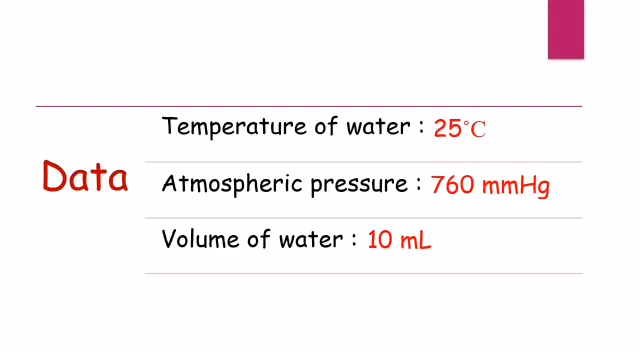 Temperature of water : 25°C
Data
Atmospheric pressure : 760 mmHg
Volume of water : 10 mL